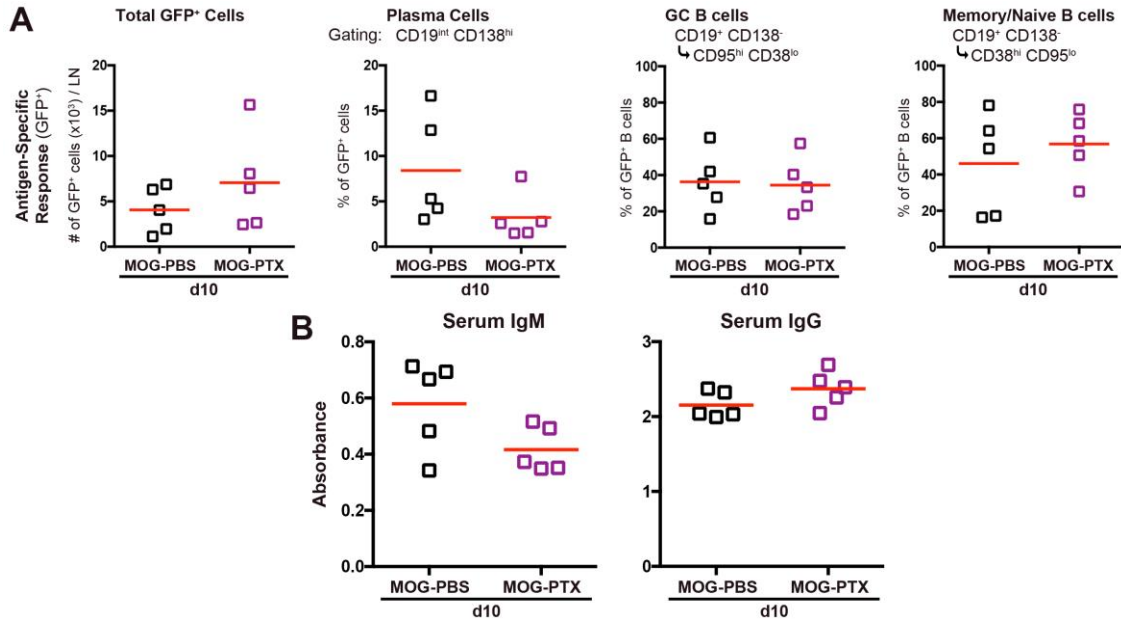 A
Total GFP⁺ Cells
Antigen-Specific
Response (GFP⁺)
# of GFP⁺ cells (x10³) / LN
20
15
10
5
0
MOG-PBS MOG-PTX
d10
Plasma Cells
Gating: CD19ⁱⁿᵗ CD138ʰⁱ
% of GFP⁺ cells
20
15
10
5
0
MOG-PBS MOG-PTX
d10
GC B cells
CD19⁺ CD138⁻
CD95ʰⁱ CD38ˡᵒ
% of GFP⁺ B cells
100
80
60
40
20
0
MOG-PBS MOG-PTX
d10
Memory/Naive B cells
CD19⁺ CD138⁻
CD38ʰⁱ CD95ˡᵒ
% of GFP⁺ B cells
100
80
60
40
20
0
MOG-PBS MOG-PTX
d10
B
Serum IgM
Absorbance
0.8
0.6
0.4
0.2
0.0
MOG-PBS MOG-PTX
d10
Serum IgG
3
2
1
0
MOG-PBS MOG-PTX
d10